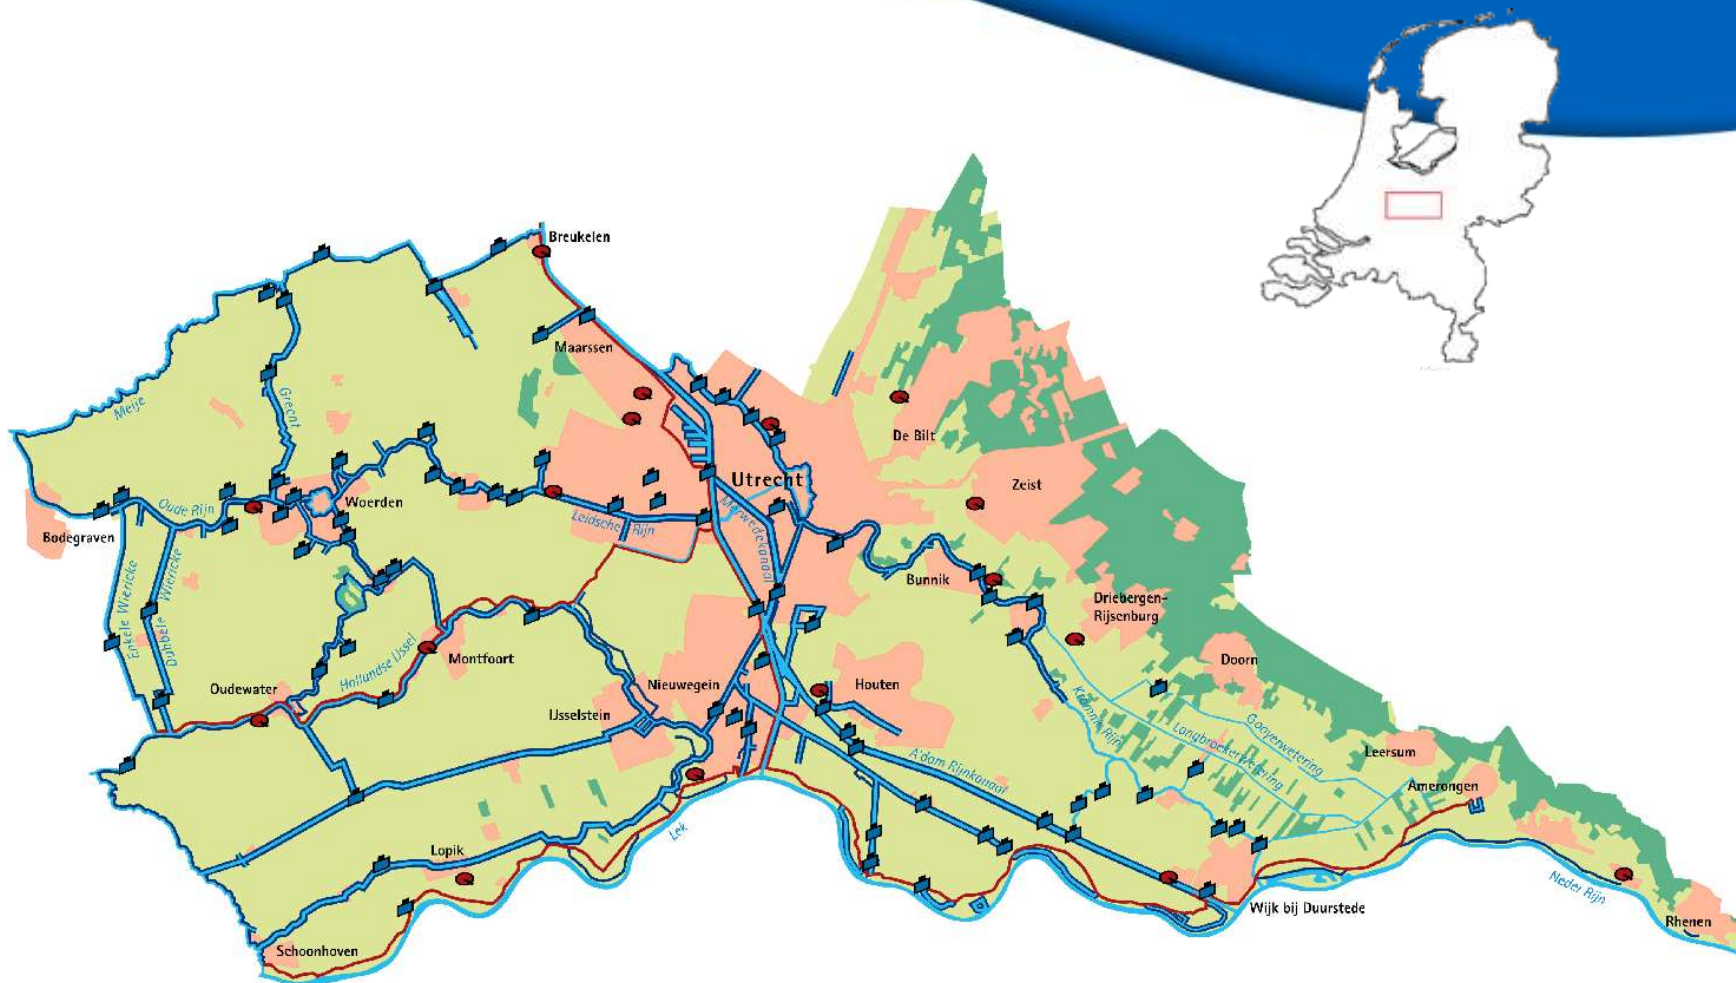 Breukelen
Maarssen
Meije
Grecht
De Bilt
Utrecht
Zeist
Woerden
Oude Rijn
Leidsche Rijn
Merwedekanaal
Bodegraven
Bunnik
Enkele Wiericke
Dubbele Wiericke
Driebergen-
Rijsenburg
Montfoort
Hollandse IJssel
Doorn
Oudewater
Nieuwegein
Houten
IJsselstein
Kromme Rijn
Gooyerwetering
Langbroekerwetering
Leersum
A'dam Rijnkanaal
Amerongen
Lek
Lopik
Neder Rijn
Wijk bij Duurstede
Rhenen
Schoonhoven